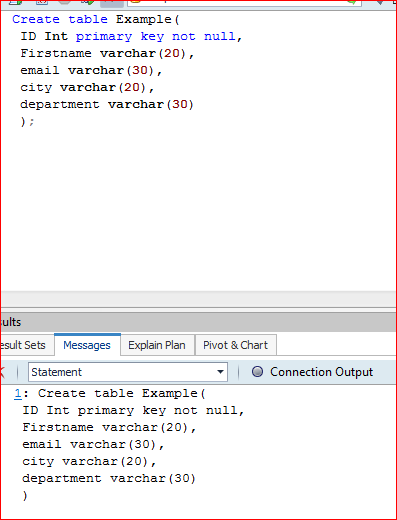 Create table Example(
ID Int primary key not null,
Firstname varchar(20),
email varchar(30),
city varchar(20),
department varchar(30)
);
ults
esult Sets Messages Explain Plan Pivot & Chart
Statement Connection Output
1: Create table Example(
ID Int primary key not null,
Firstname varchar(20),
email varchar(30),
city varchar(20),
department varchar(30)
)